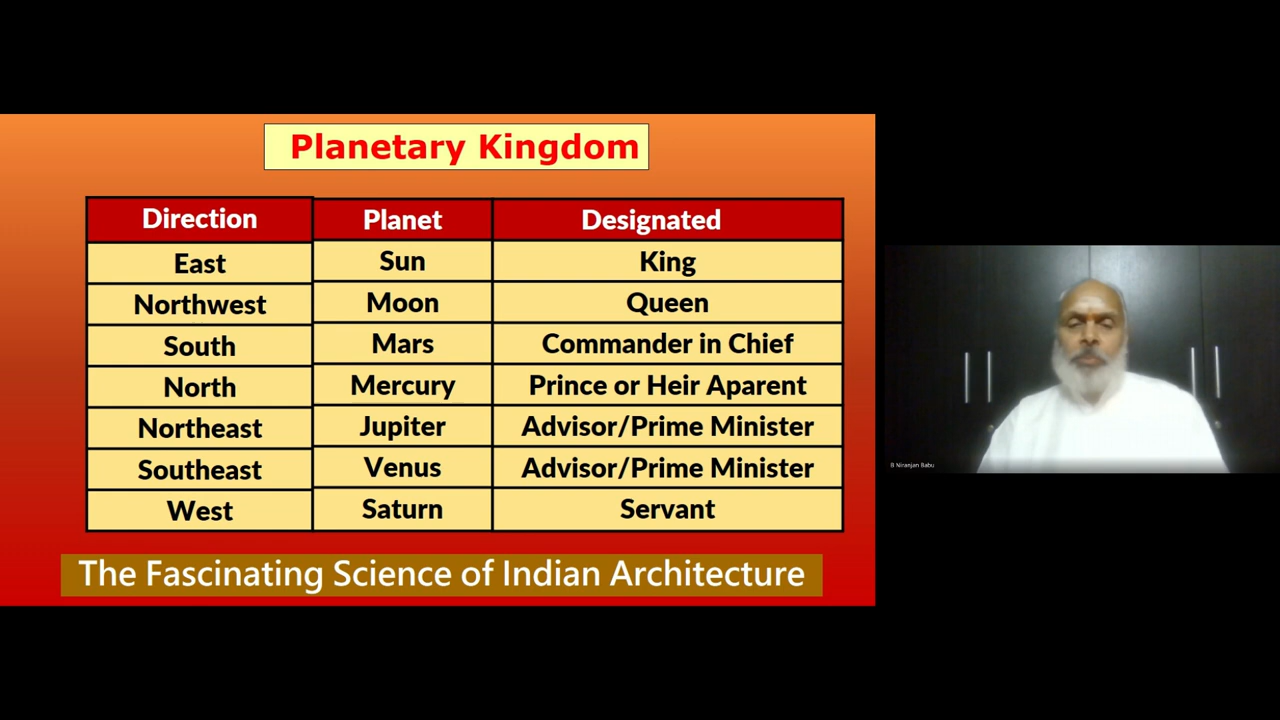 Planetary Kingdom
Direction Planet Designated
East Sun King
Northwest Moon Queen
South Mars Commander in Chief
North Mercury Prince or Heir Aparent
Northeast Jupiter Advisor/Prime Minister
Southeast Venus Advisor/Prime Minister
West Saturn Servant
The Fascinating Science of Indian Architecture
B Niranjan Babu